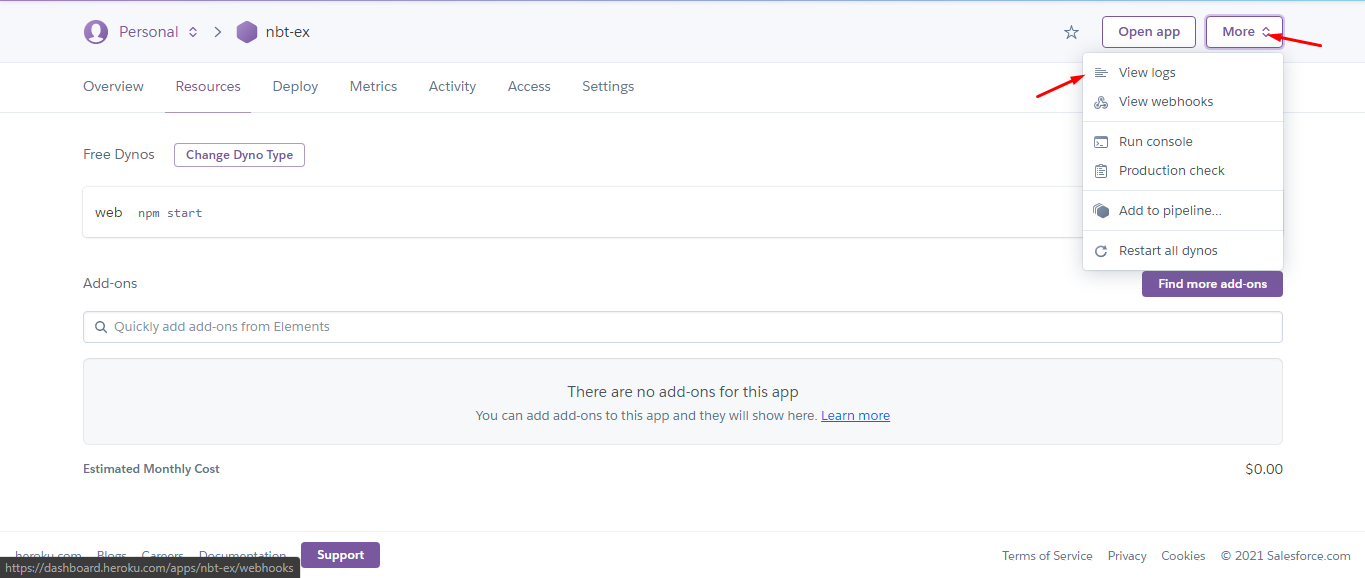 Personal nbt-ex Open app More
View logs
View webhooks
Run console
Production check
Add to pipeline...
Restart all dynos
Overview Resources Deploy Metrics Activity Access Settings
Free Dynos Change Dyno Type
web npm start
Add-ons Find more add-ons
Quickly add add-ons from Elements
There are no add-ons for this app
You can add add-ons to this app and they will show here. Learn more
Estimated Monthly Cost $0.00
heroku.com Blogs Careers Documentation Support Terms of Service Privacy Cookies © 2021 Salesforce.com
https://dashboard.heroku.com/apps/nbt-ex/webhooks